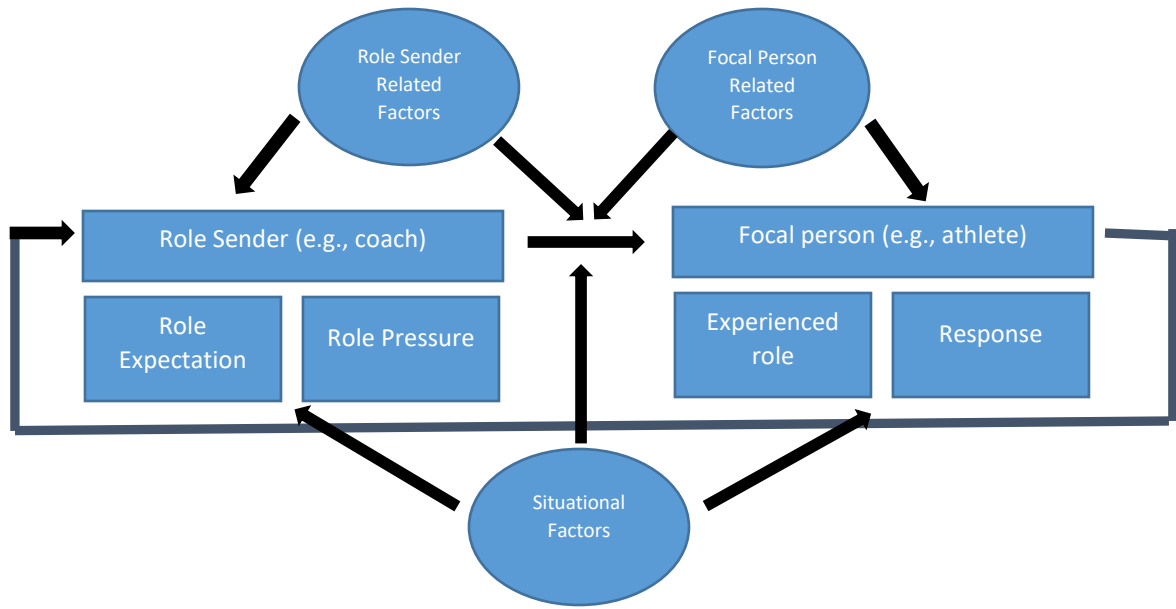 Role Sender
Related
Factors
Focal Person
Related
Factors
Role Sender (e.g., coach)
Focal person (e.g., athlete)
Role
Expectation
Role Pressure
Experienced
role
Response
Situational
Factors